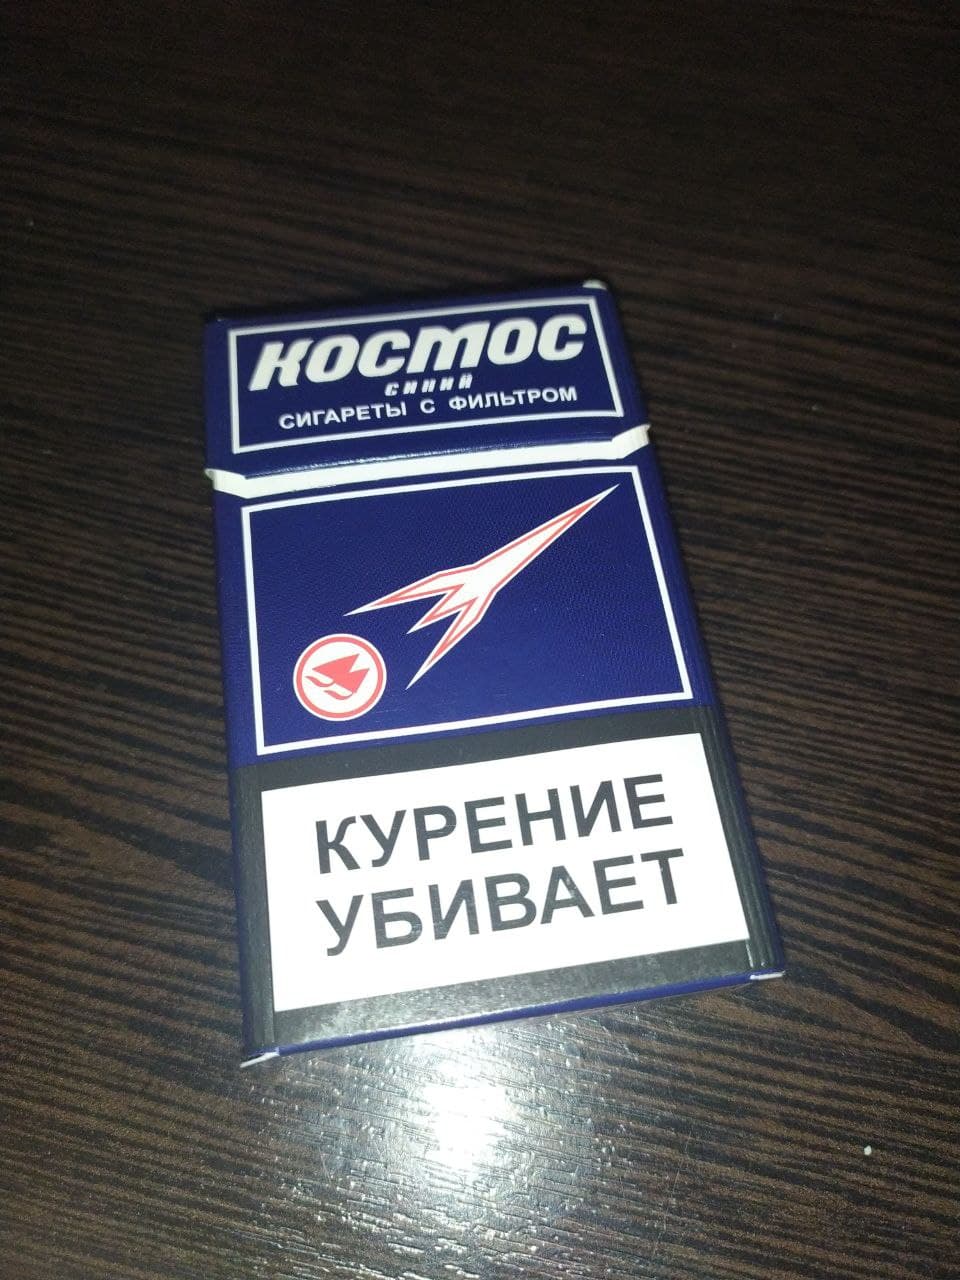 КОСМОС
СИНИЙ
СИГАРЕТЫ С ФИЛЬТРОМ
КУРЕНИЕ
УБИВАЕТ